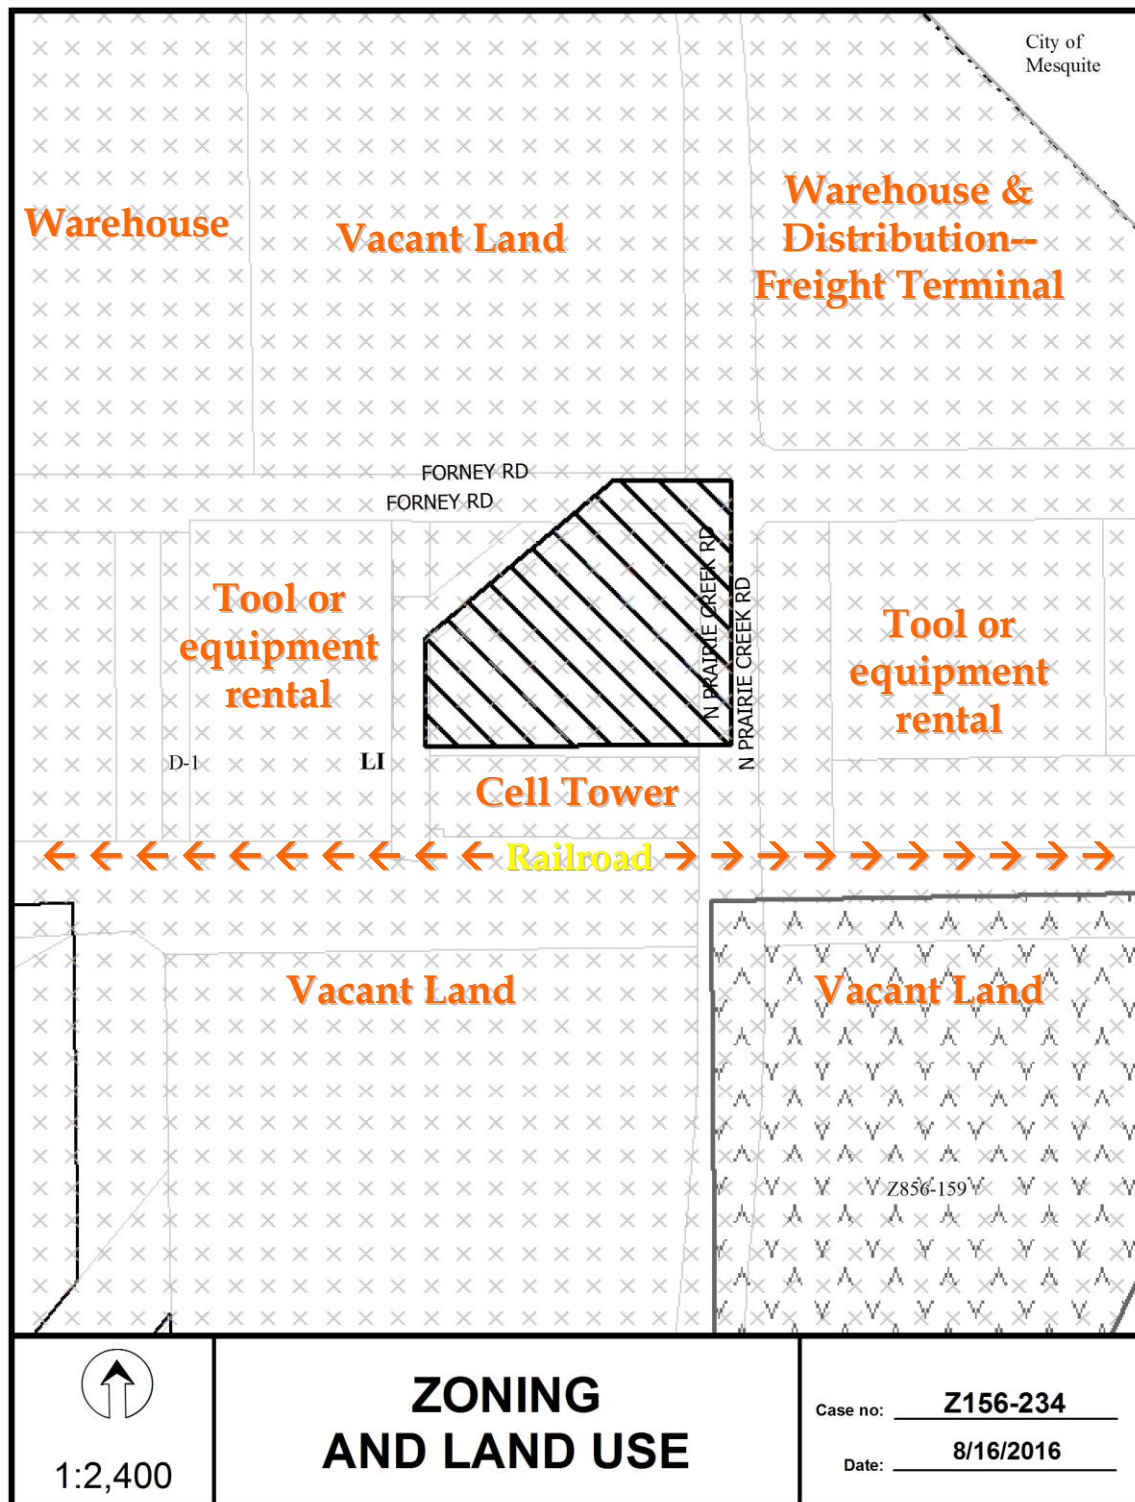 City of
Mesquite
Warehouse
Vacant Land
Warehouse &
Distribution--
Freight Terminal
FORNEY RD
FORNEY RD
N PRAIRIE CREEK RD
N PRAIRIE CREEK RD
Tool or
equipment
rental
Tool or
equipment
rental
D-1
LI
Cell Tower
Railroad
Vacant Land
Vacant Land
Z856-159
1:2,400
ZONING
AND LAND USE
Case no: Z156-234
Date: 8/16/2016